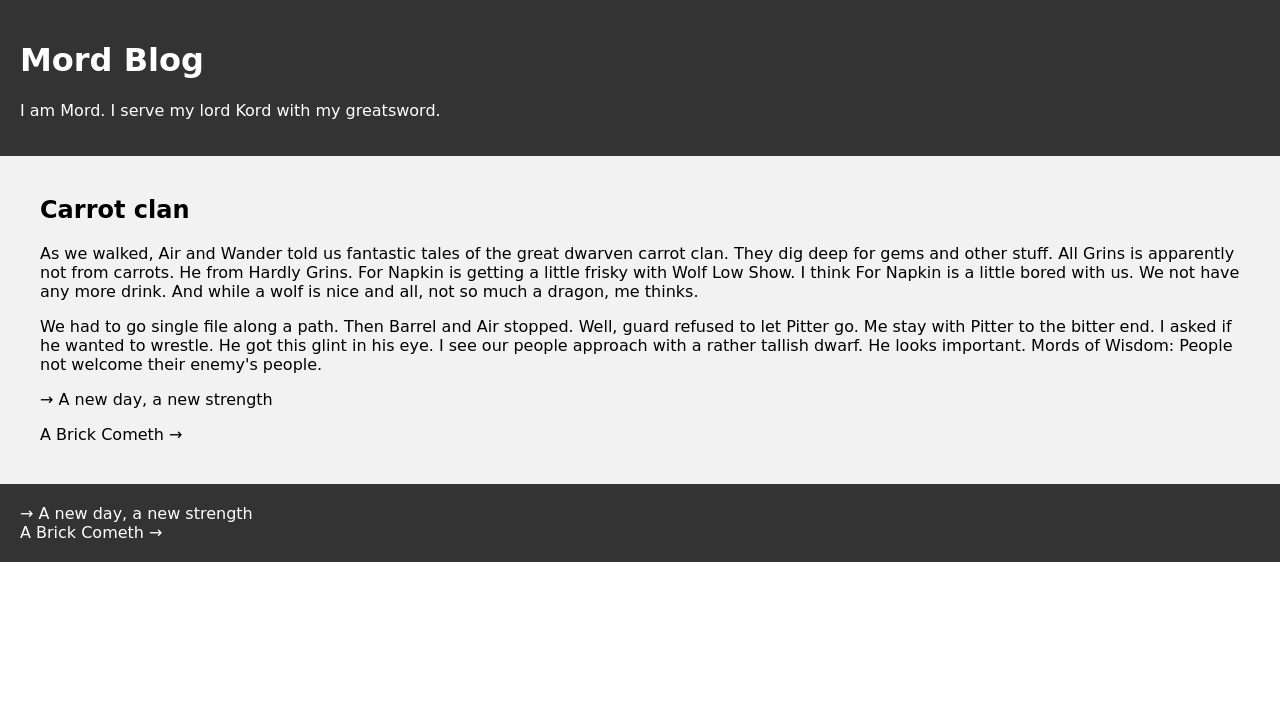 Mord Blog
I am Mord. I serve my lord Kord with my greatsword.
Carrot clan
As we walked, Air and Wander told us fantastic tales of the great dwarven carrot clan. They dig deep for gems and other stuff. All Grins is apparently
not from carrots. He from Hardly Grins. For Napkin is getting a little frisky with Wolf Low Show. I think For Napkin is a little bored with us. We not have
any more drink. And while a wolf is nice and all, not so much a dragon, me thinks.
We had to go single file along a path. Then Barrel and Air stopped. Well, guard refused to let Pitter go. Me stay with Pitter to the bitter end. I asked if
he wanted to wrestle. He got this glint in his eye. I see our people approach with a rather tallish dwarf. He looks important. Mords of Wisdom: People
not welcome their enemy's people.
→ A new day, a new strength
A Brick Cometh →
→ A new day, a new strength
A Brick Cometh →